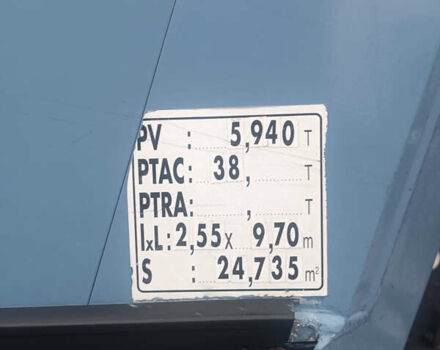 PV : 5,940 T
PTAC: 38, T
PTRA: , T
lxL: 2,55 x 9,70 m
S : 24,735 m²